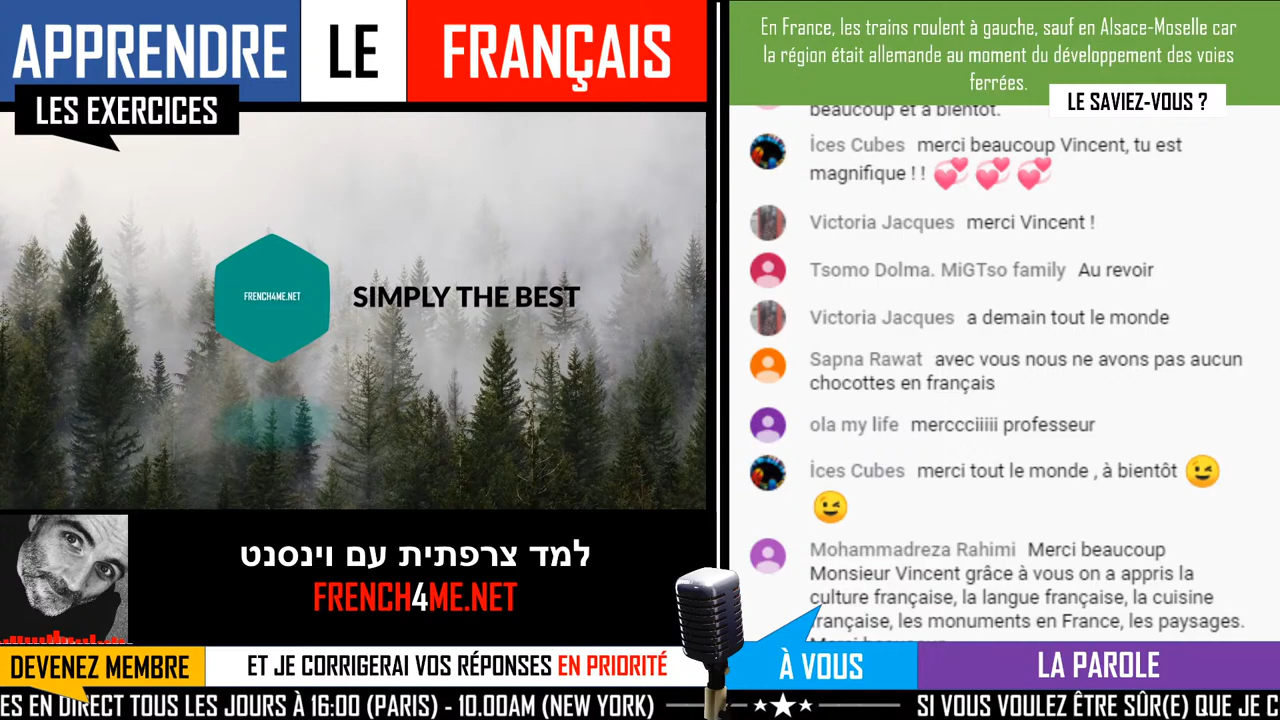 APPRENDRE LE FRANÇAIS
LES EXERCICES
FRENCH4ME.NET
SIMPLY THE BEST
למד צרפתית עם וינסנט
FRENCH4ME.NET
DEVENEZ MEMBRE
ET JE CORRIGERAI VOS RÉPONSES EN PRIORITÉ
En France, les trains roulent à gauche, sauf en Alsace-Moselle car
la région était allemande au moment du développement des voies
ferrées.
LE SAVIEZ-VOUS ?
beaucoup et à bientôt.
İces Cubes merci beaucoup Vincent, tu est
magnifique ! ! 💞 💞 💞
Victoria Jacques merci Vincent !
Tsomo Dolma. MiGTso family Au revoir
Victoria Jacques a demain tout le monde
Sapna Rawat avec vous nous ne avons pas aucun
chocottes en français
ola my life merccciiiii professeur
İces Cubes merci tout le monde , à bientôt 😉
😉
Mohammadreza Rahimi Merci beaucoup
Monsieur Vincent grâce à vous on a appris la
culture française, la langue française, la cuisine
française, les monuments en France, les paysages.
À VOUS
LA PAROLE
ES EN DIRECT TOUS LES JOURS À 16:00 (PARIS) - 10.00AM (NEW YORK)
SI VOUS VOULEZ ÊTRE SÛR(E) QUE JE C